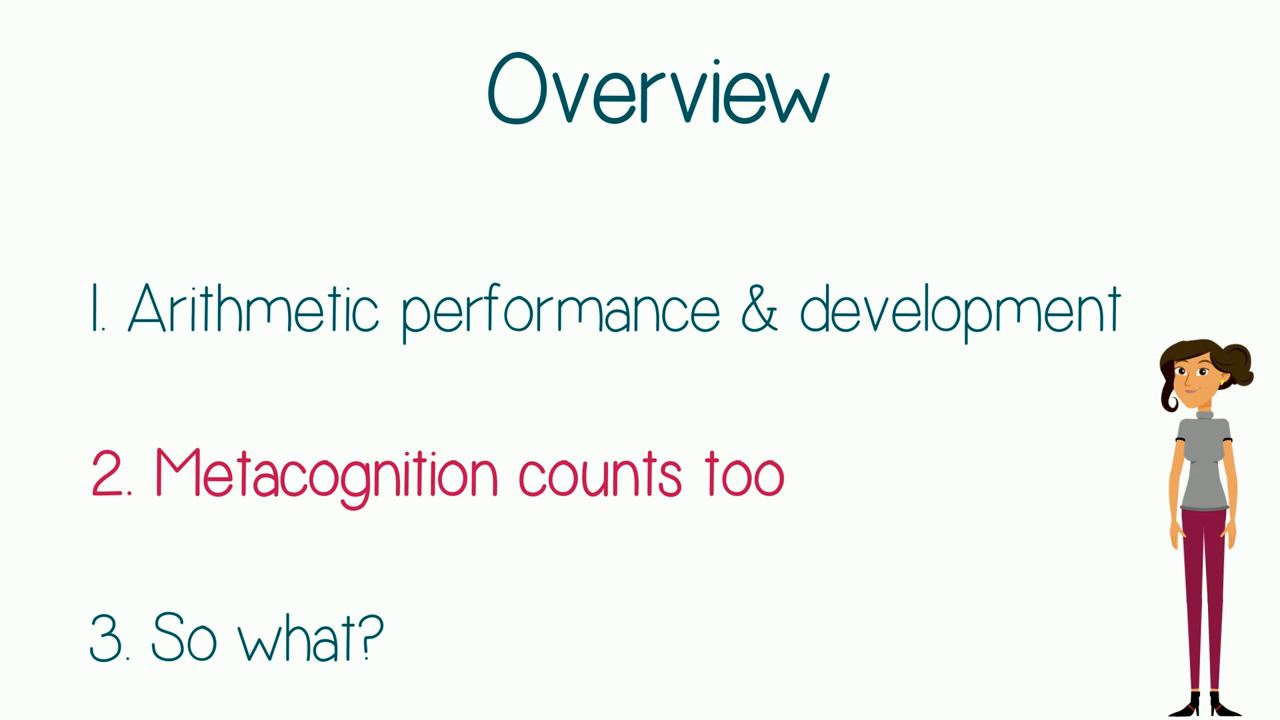 Overview
1. Arithmetic performance & development
2. Metacognition counts too
3. So what?